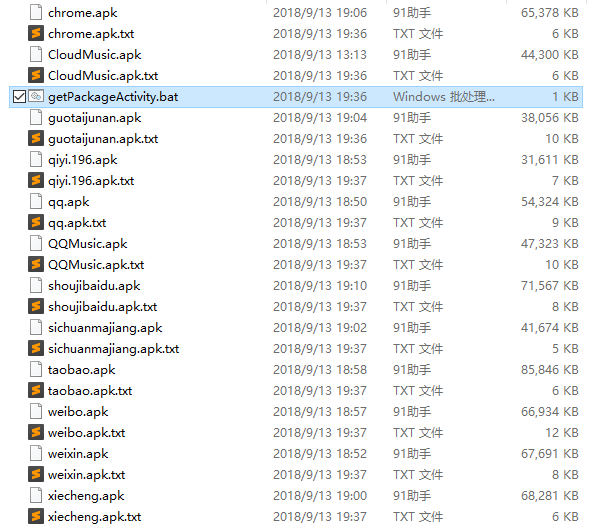 chrome.apk 2018/9/13 19:06 91助手 65,378 KB
chrome.apk.txt 2018/9/13 19:36 TXT 文件 6 KB
CloudMusic.apk 2018/9/13 13:13 91助手 44,300 KB
CloudMusic.apk.txt 2018/9/13 19:36 TXT 文件 6 KB
getPackageActivity.bat 2018/9/13 19:36 Windows 批处理... 1 KB
guotaijunan.apk 2018/9/13 19:04 91助手 38,056 KB
guotaijunan.apk.txt 2018/9/13 19:36 TXT 文件 10 KB
qiyi.196.apk 2018/9/13 18:53 91助手 31,611 KB
qiyi.196.apk.txt 2018/9/13 19:37 TXT 文件 7 KB
qq.apk 2018/9/13 18:50 91助手 54,324 KB
qq.apk.txt 2018/9/13 19:37 TXT 文件 9 KB
QQMusic.apk 2018/9/13 18:53 91助手 47,323 KB
QQMusic.apk.txt 2018/9/13 19:37 TXT 文件 10 KB
shoujibaidu.apk 2018/9/13 19:10 91助手 71,567 KB
shoujibaidu.apk.txt 2018/9/13 19:37 TXT 文件 8 KB
sichuanmajiang.apk 2018/9/13 19:02 91助手 41,674 KB
sichuanmajiang.apk.txt 2018/9/13 19:37 TXT 文件 5 KB
taobao.apk 2018/9/13 18:58 91助手 85,846 KB
taobao.apk.txt 2018/9/13 19:37 TXT 文件 6 KB
weibo.apk 2018/9/13 18:57 91助手 66,934 KB
weibo.apk.txt 2018/9/13 19:37 TXT 文件 12 KB
weixin.apk 2018/9/13 18:52 91助手 67,691 KB
weixin.apk.txt 2018/9/13 19:37 TXT 文件 8 KB
xiecheng.apk 2018/9/13 19:00 91助手 68,281 KB
xiecheng.apk.txt 2018/9/13 19:37 TXT 文件 6 KB